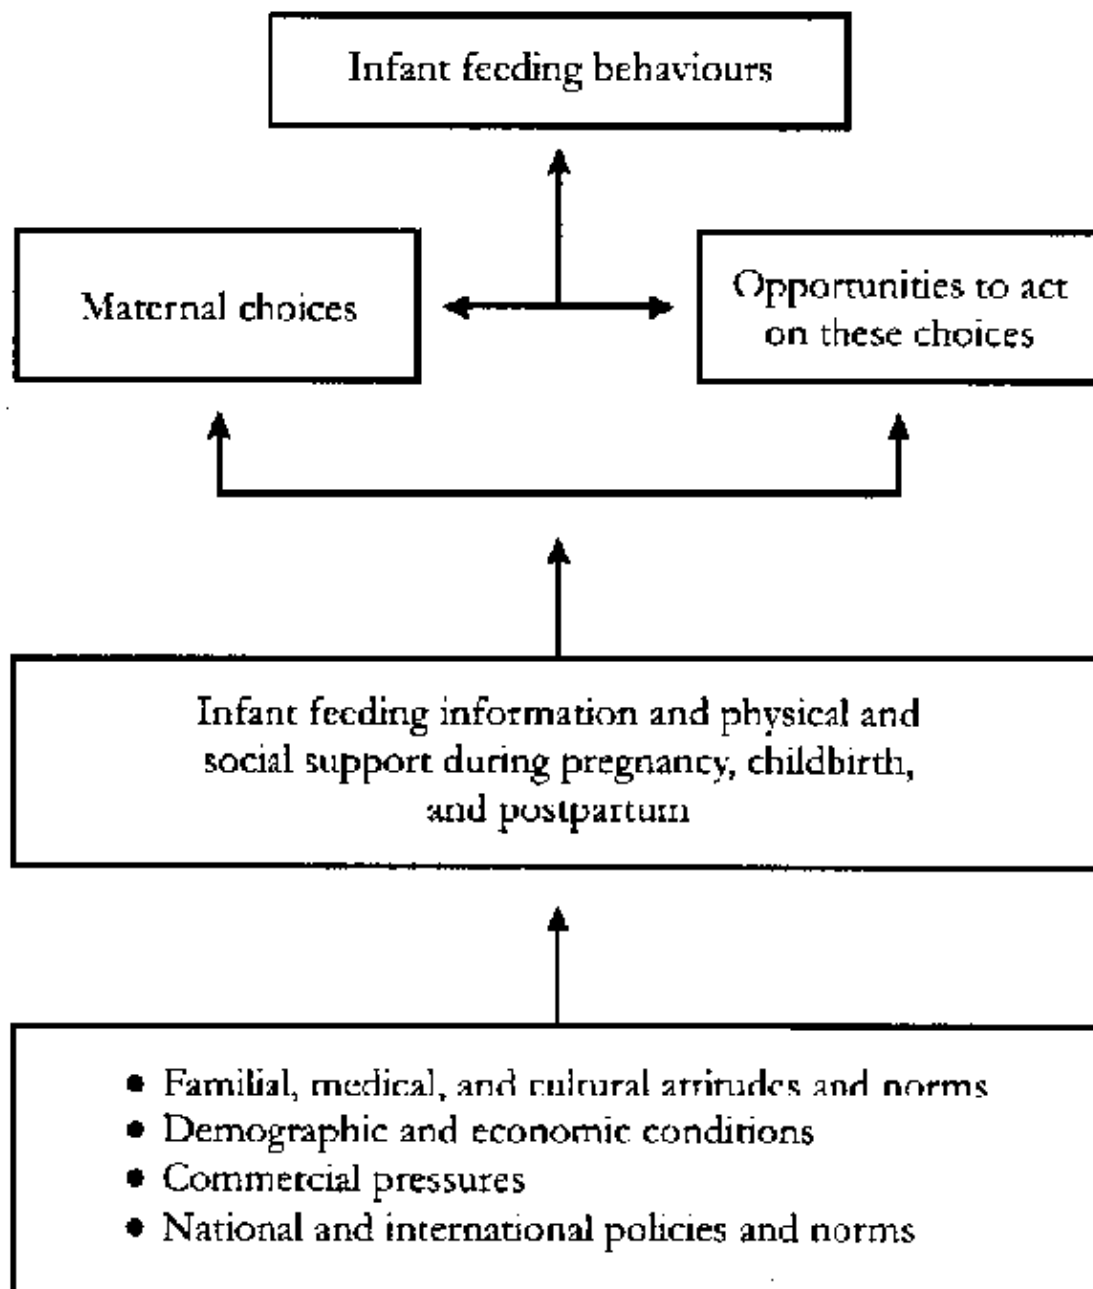 Infant feeding behaviours
Maternal choices
Opportunities to act
on these choices
Infant feeding information and physical and
social support during pregnancy, childbirth,
and postpartum
• Familial, medical, and cultural attitudes and norms
• Demographic and economic conditions
• Commercial pressures
• National and international policies and norms